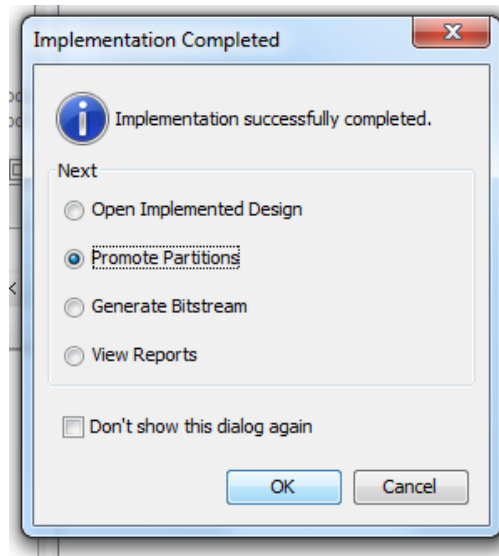 Implementation Completed
Implementation successfully completed.
Next
Open Implemented Design
Promote Partitions
Generate Bitstream
View Reports
Don't show this dialog again
OK
Cancel